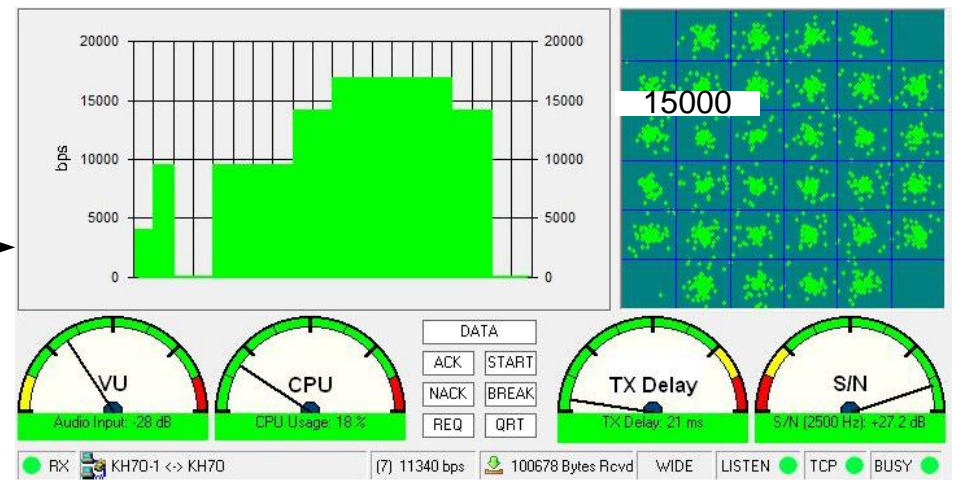 20000 20000
15000 15000
15000
bps
10000 10000
5000 5000
0 0
VU
CPU
TX Delay
S/N
DATA
ACK START
NACK BREAK
REQ QRT
Audio Input: -28 dB
CPU Usage: 18 %
TX Delay: 21 ms
S/N (2500 Hz): +27.2 dB
RX KH7O-1 <-> KH7O (7) 11340 bps 100678 Bytes Rcvd WIDE LISTEN TCP BUSY